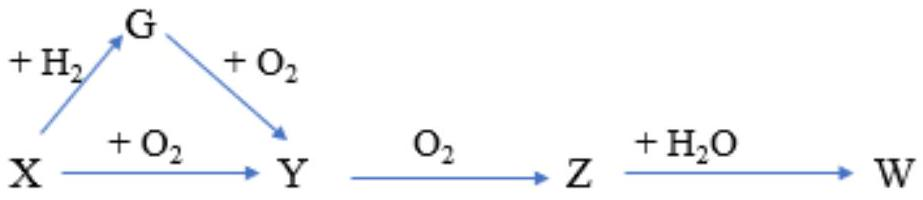 G
+ H₂ + O₂
+ O₂ O₂ + H₂O
X Y Z W